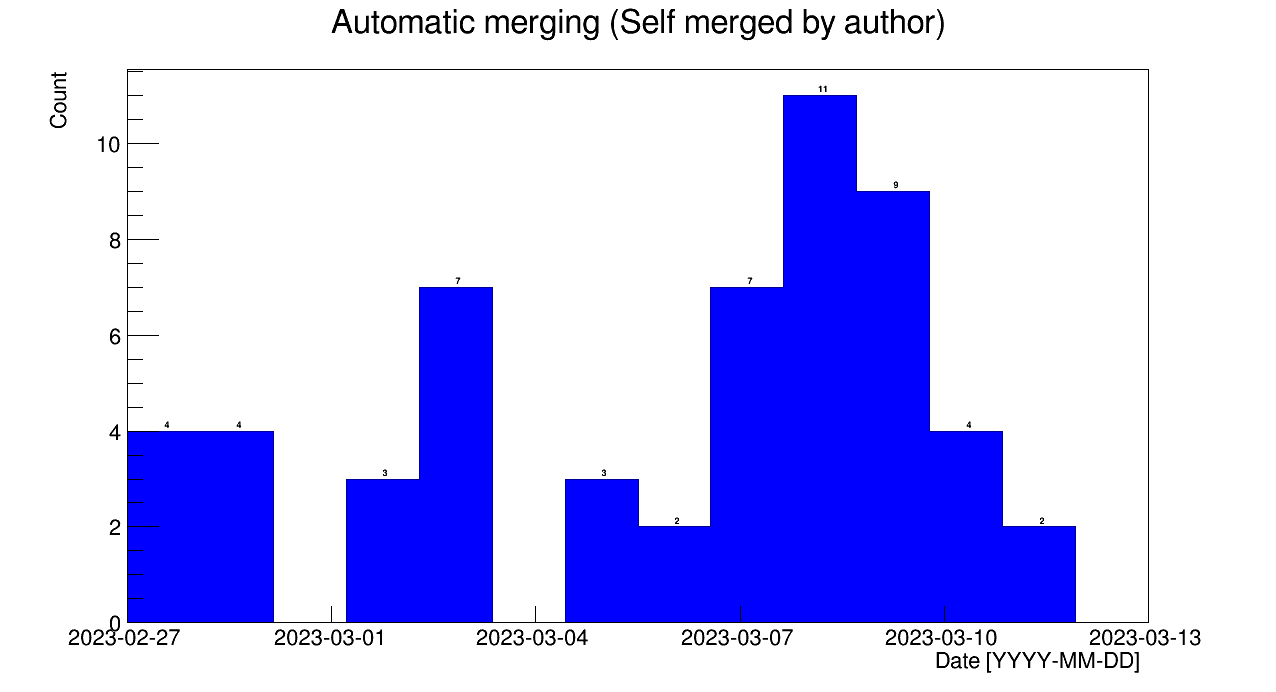 Automatic merging (Self merged by author)
Count
11
10
9
8
7 7
6
4 4 4 4
3 3
2 2 2
0
2023-02-27 2023-03-01 2023-03-04 2023-03-07 2023-03-10 2023-03-13
Date [YYYY-MM-DD]